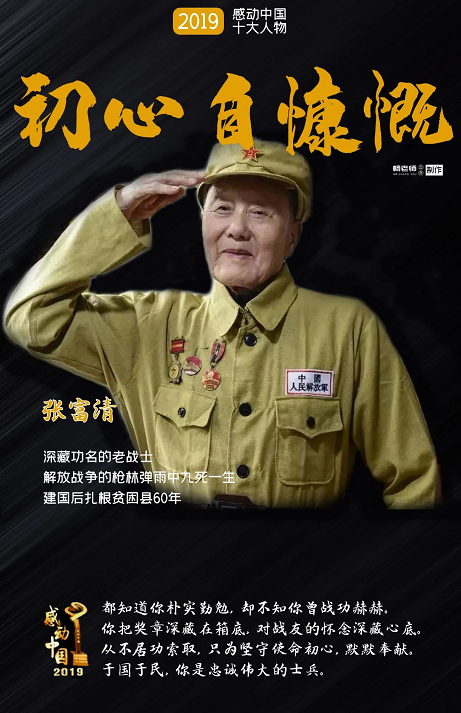 2019
感动中国
十大人物
初心自慷慨
制作
中國
人民解放軍
张富清
深藏功名的老战士
解放战争的枪林弹雨中九死一生
建国后扎根贫困县60年
感动
中国
2019
都知道你朴实勤勉,却不知你曾战功赫赫。
你把奖章深藏在箱底,对战友的怀念深藏心底。
从不居功索取,只为坚守使命初心,默默奉献。
于国于民,你是忠诚伟大的士兵。